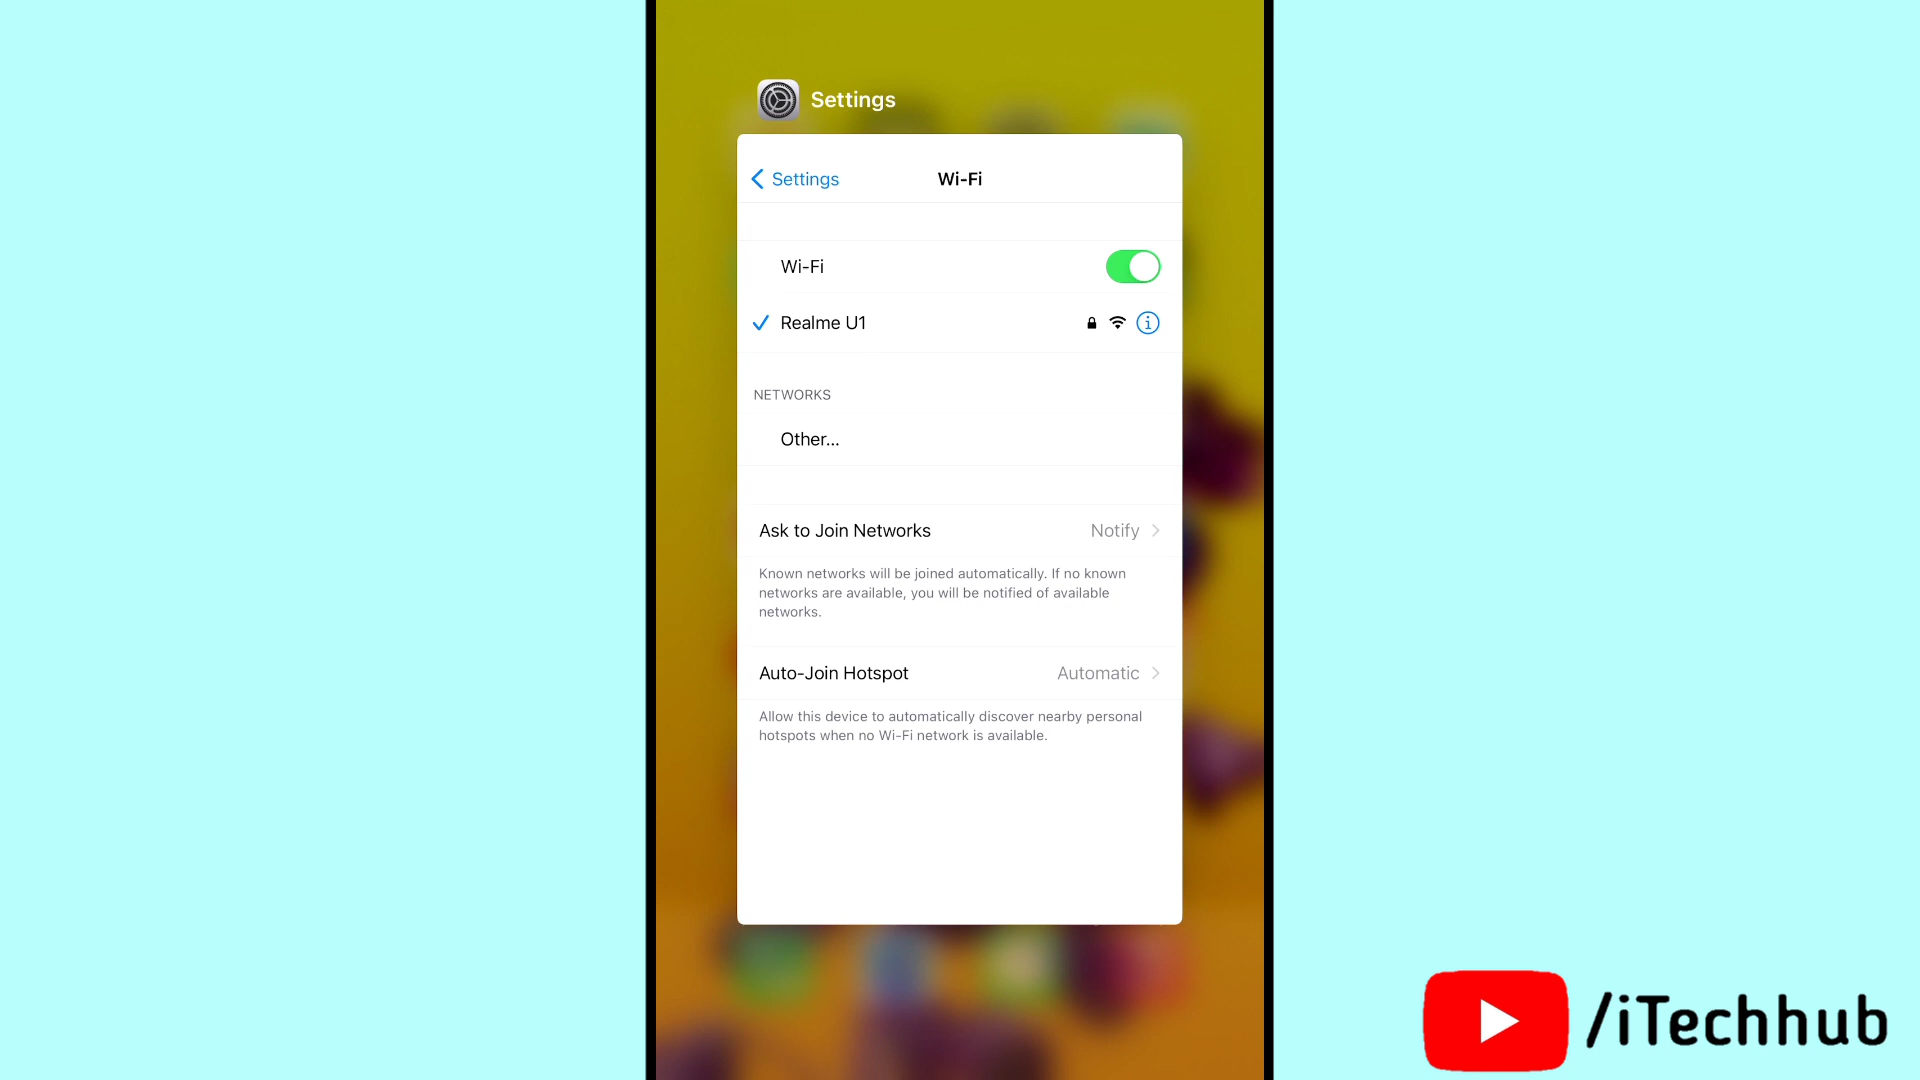 Settings
Settings
Wi-Fi
Wi-Fi
Realme U1
NETWORKS
Other...
Ask to Join Networks
Notify
Known networks will be joined automatically. If no known
networks are available, you will be notified of available
networks.
Auto-Join Hotspot
Automatic
Allow this device to automatically discover nearby personal
hotspots when no Wi-Fi network is available.
/iTechhub